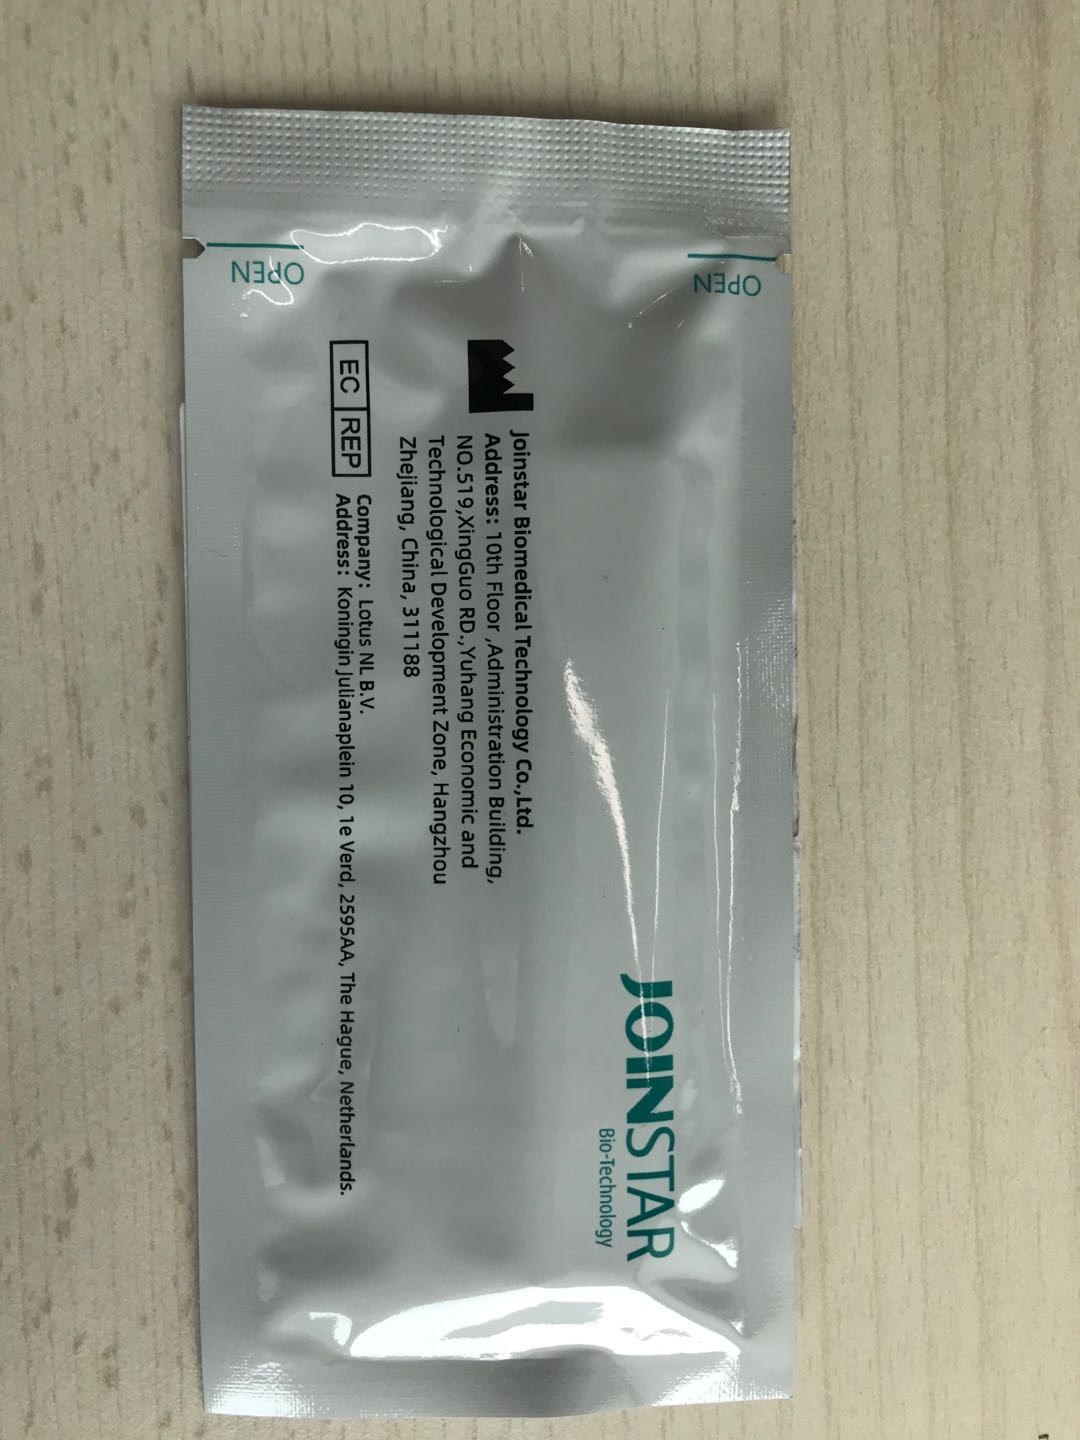 JOINSTAR
Bio-Technology
Joinstar Biomedical Technology Co.,Ltd.
Address: 10th Floor ,Administration Building,
NO.519,XingGuo RD.,Yuhang Economic and
Technological Development Zone, Hangzhou
Zhejiang, China, 311188
EC REP
Company: Lotus NL B.V.
Address: Koningin Julianaplein 10, 1e Verd, 2595AA, The Hague, Netherlands.
OPEN
OPEN